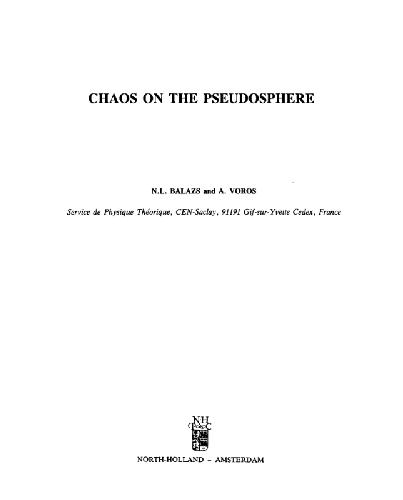 CHAOS ON THE PSEUDOSPHERE
N.L. BALAZS and A. VOROS
Service de Physique Théorique, CEN-Saclay, 91191 Gif-sur-Yvette Cedex, France
NH
NORTH-HOLLAND – AMSTERDAM